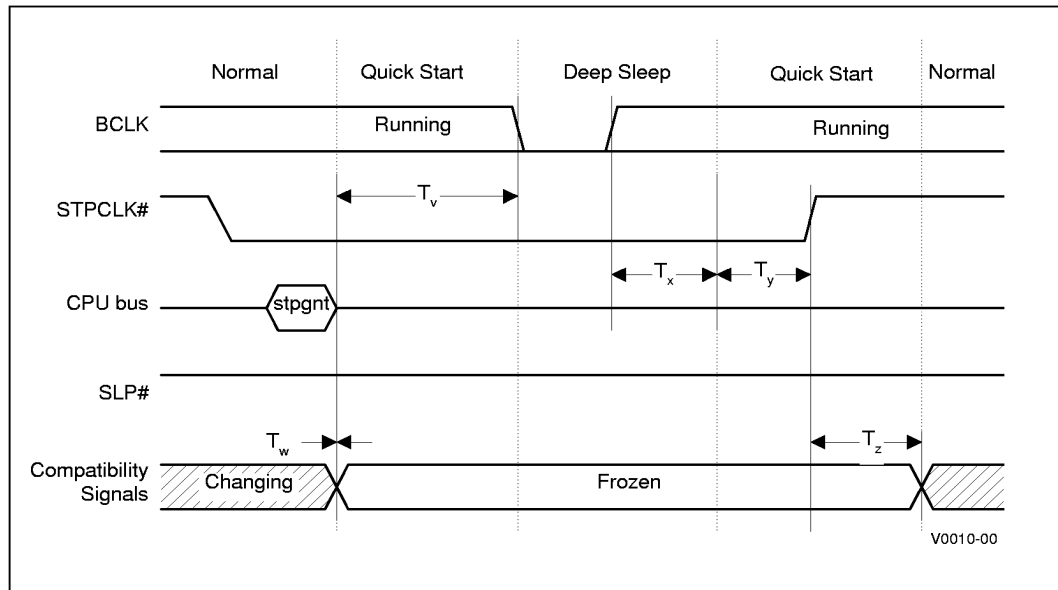 Normal Quick Start Deep Sleep Quick Start Normal
BCLK Running Running
Tv
STPCLK#
Tx Ty
CPU bus stpgnt
SLP#
Tw Tz
Compatibility Signals Changing Frozen
V0010-00